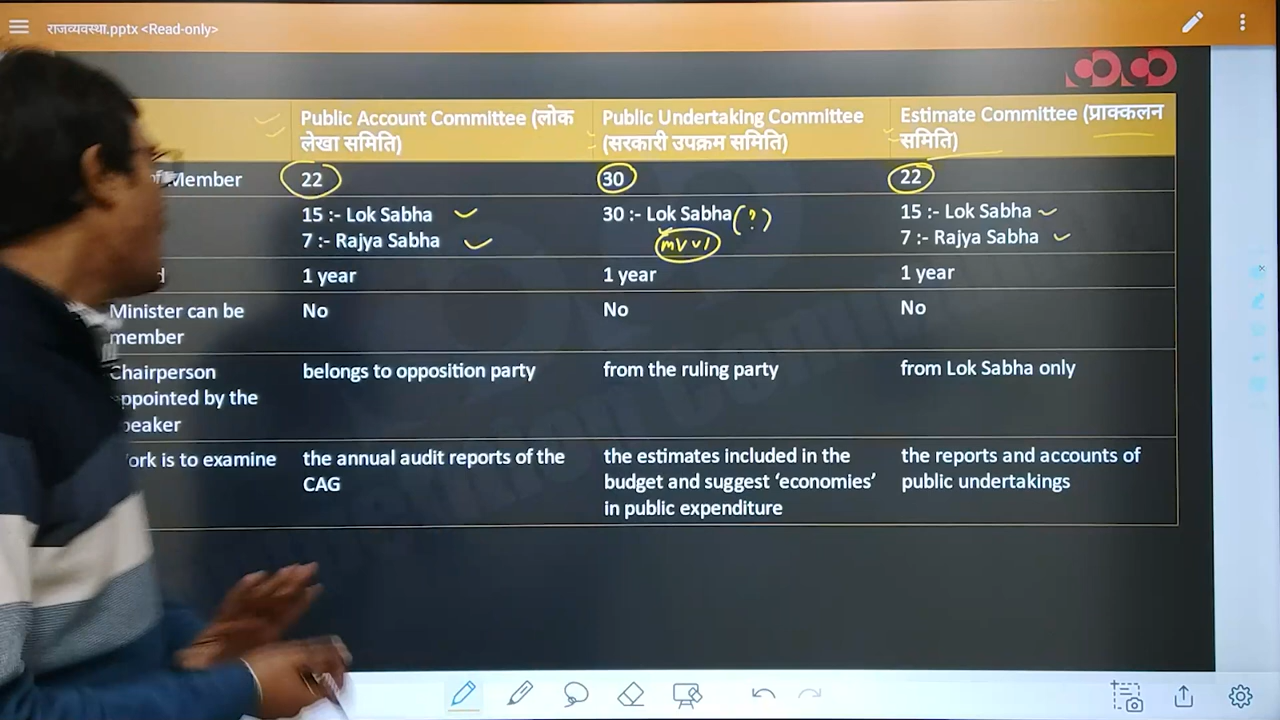 राजव्यवस्था.pptx <Read-only>
Public Account Committee (लोक
लेखा समिति)
Public Undertaking Committee
(सरकारी उपक्रम समिति)
Estimate Committee (प्राक्कलन
समिति)
Member
22
30
22
15 :- Lok Sabha
7 :- Rajya Sabha
30 :- Lok Sabha (?)
15 :- Lok Sabha
7 :- Rajya Sabha
1 year
1 year
1 year
Minister can be
member
No
No
No
Chairperson
appointed by the
speaker
belongs to opposition party
from the ruling party
from Lok Sabha only
Work is to examine
the annual audit reports of the
CAG
the estimates included in the
budget and suggest ‘economies’
in public expenditure
the reports and accounts of
public undertakings